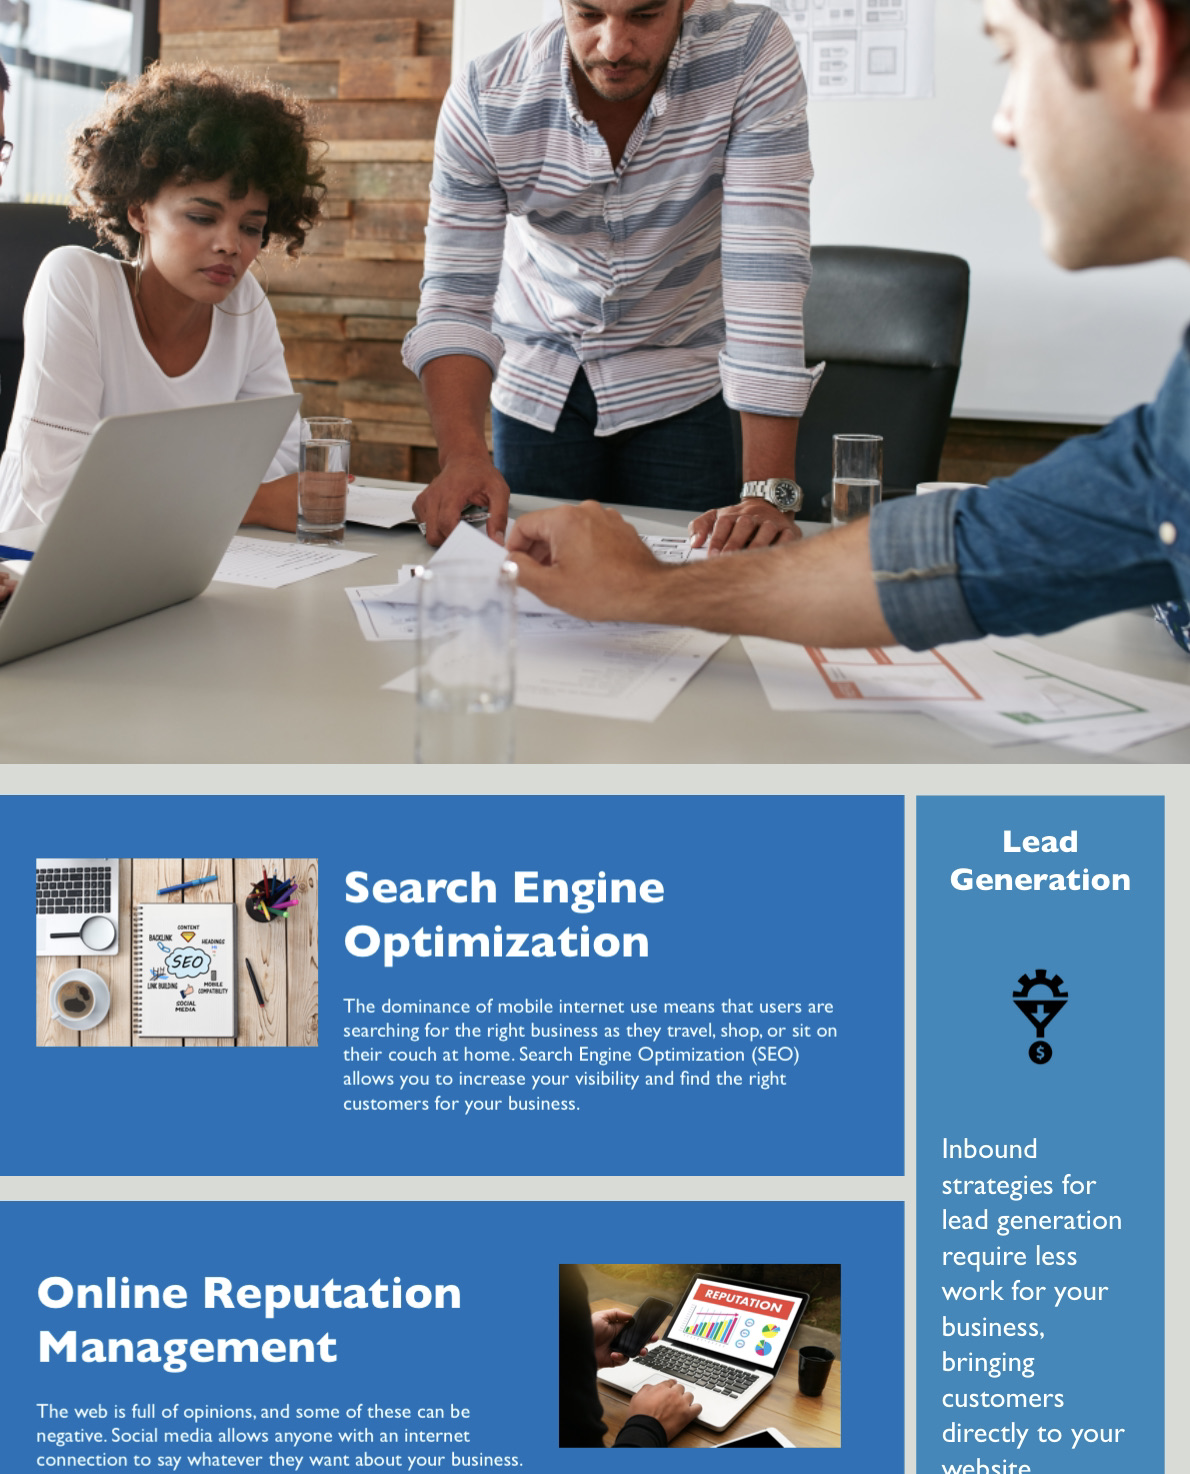 Search Engine
Optimization
The dominance of mobile internet use means that users are
searching for the right business as they travel, shop, or sit on
their couch at home. Search Engine Optimization (SEO)
allows you to increase your visibility and find the right
customers for your business.
CONTENT
BACKLINK
HEADINGS
SEO
LINK BUILDING
MOBILE
COMPATIBILITY
SOCIAL
MEDIA
Online Reputation
Management
The web is full of opinions, and some of these can be
negative. Social media allows anyone with an internet
connection to say whatever they want about your business.
REPUTATION
Lead
Generation
$
Inbound
strategies for
lead generation
require less
work for your
business,
bringing
customers
directly to your
website